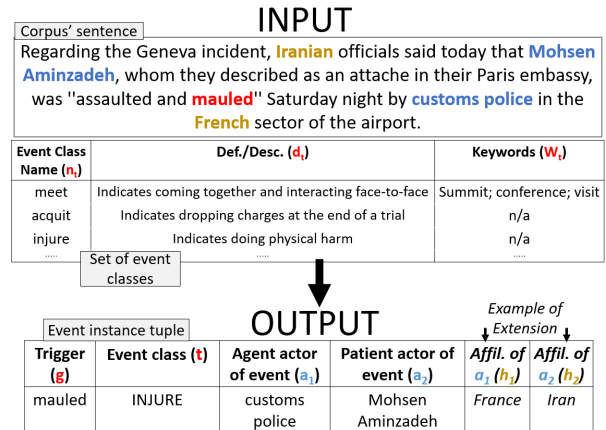 INPUT
Corpus' sentence
Regarding the Geneva incident, Iranian officials said today that Mohsen
Aminzadeh, whom they described as an attache in their Paris embassy,
was "assaulted and mauled" Saturday night by customs police in the
French sector of the airport.
Event Class Name (nt) Def./Desc. (dt) Keywords (Wt)
meet Indicates coming together and interacting face-to-face Summit; conference; visit
acquit Indicates dropping charges at the end of a trial n/a
injure Indicates doing physical harm n/a
..... ..... .....
Set of event
classes
OUTPUT
Example of
Extension
Event instance tuple
Trigger (g) Event class (t) Agent actor of event (a1) Patient actor of event (a2) Affil. of a1 (h1) Affil. of a2 (h2)
mauled INJURE customs police Mohsen Aminzadeh France Iran